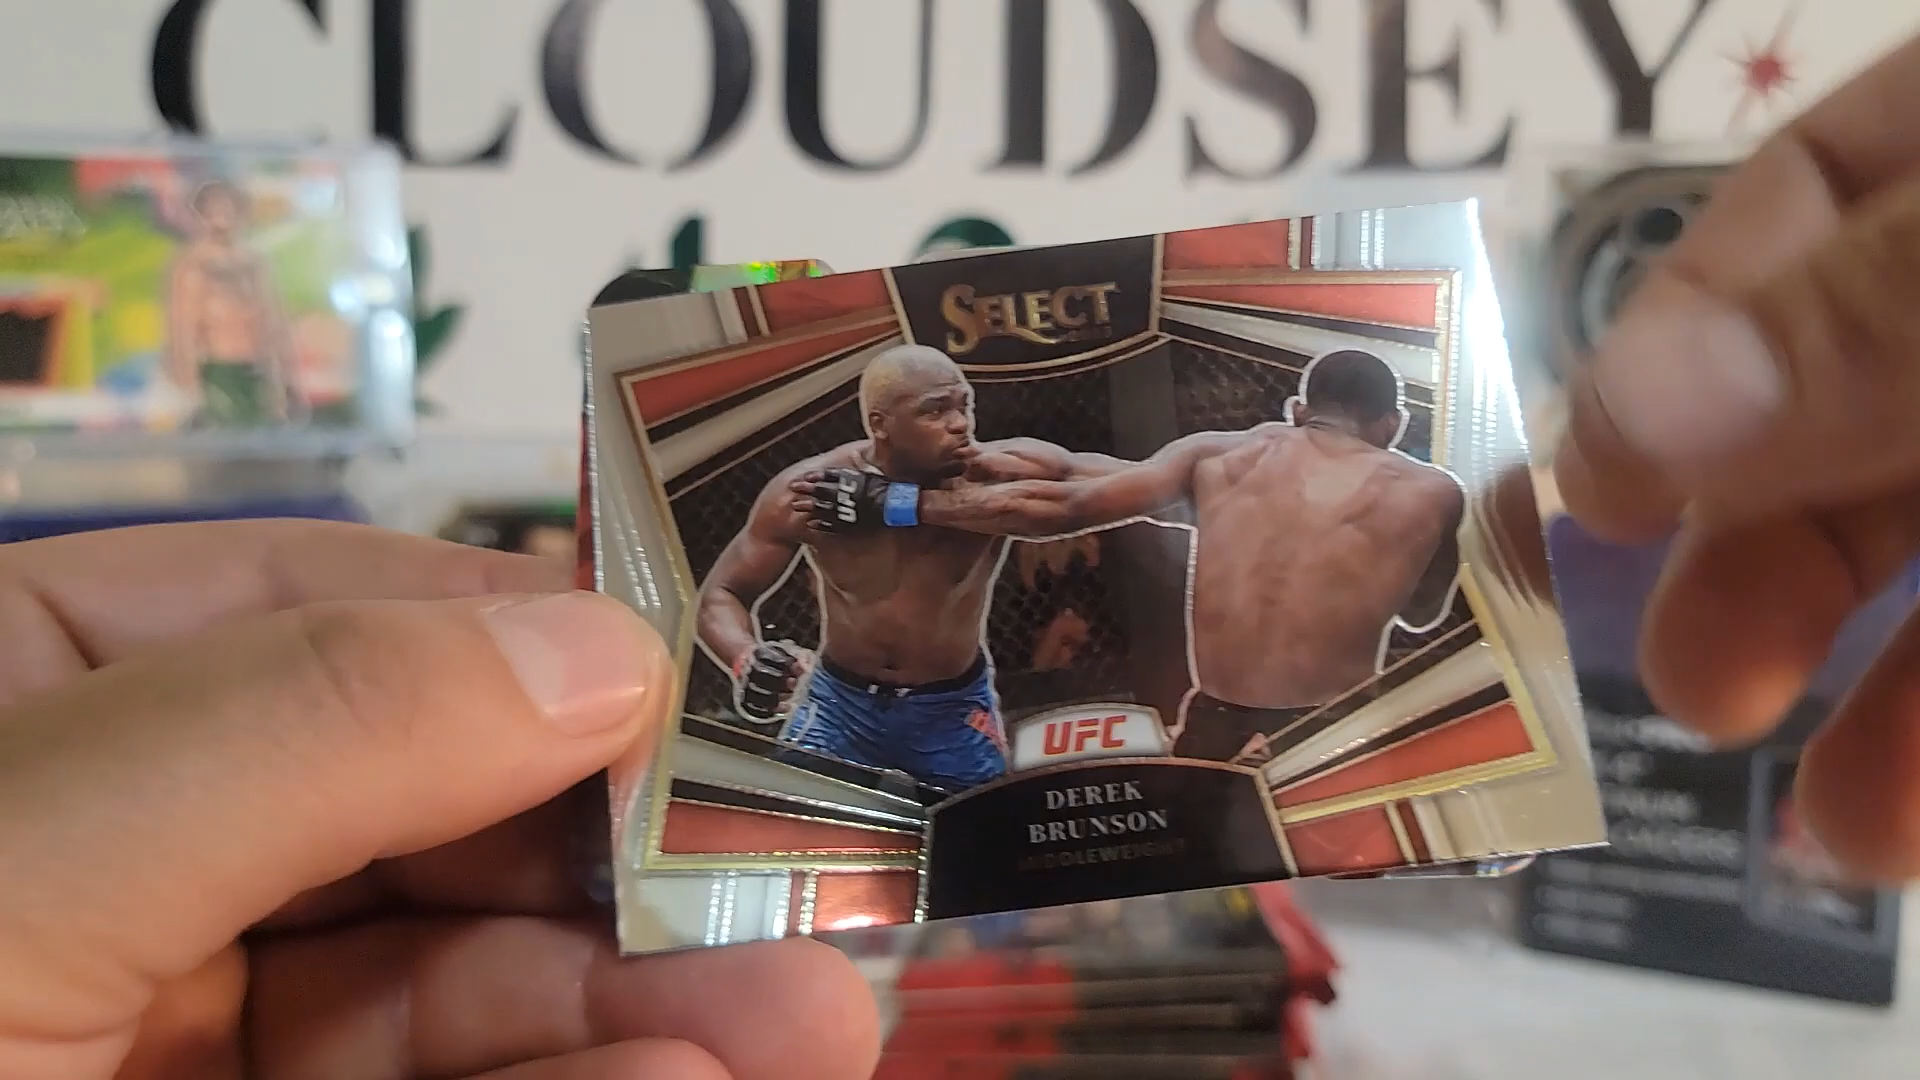 CLOUDSEY
SELECT
UFC
UFC
DEREK
BRUNSON
MIDDLEWEIGHT